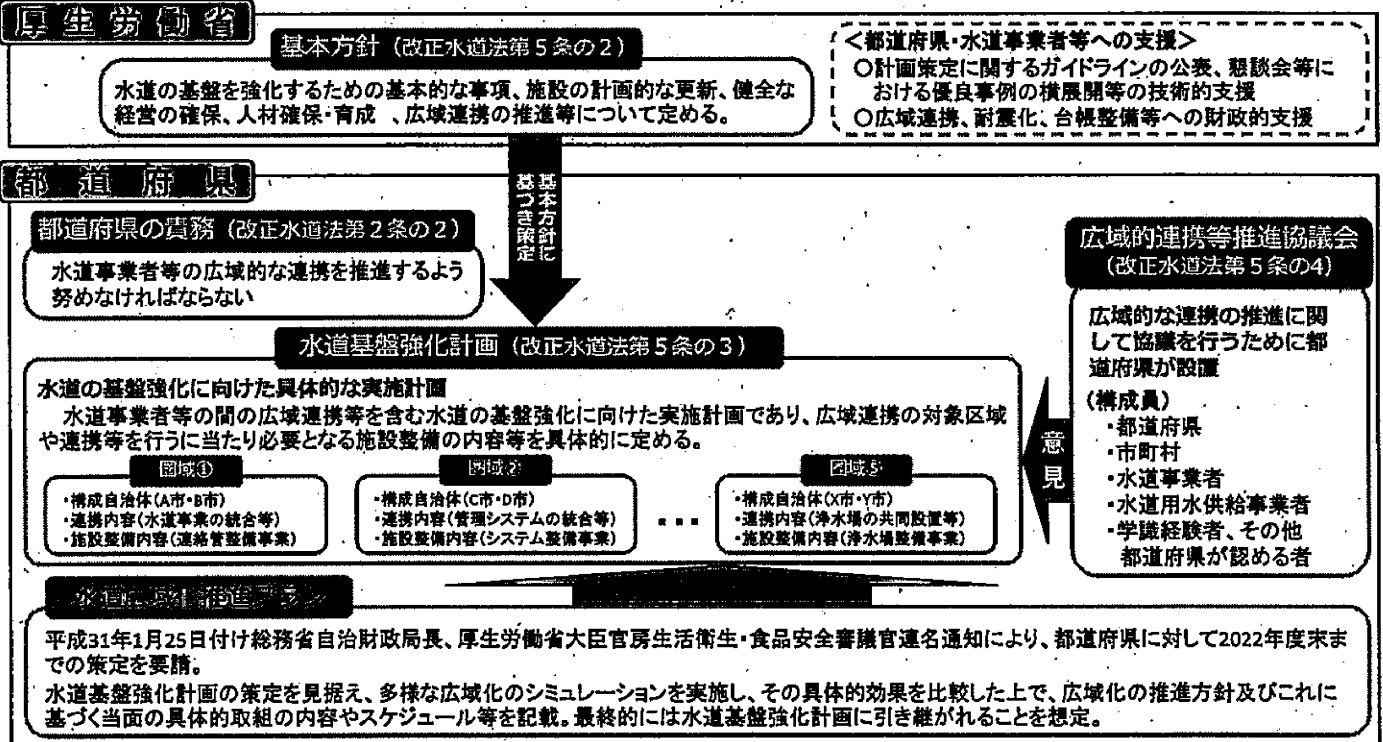 厚生労働省
基本方針（改正水道法第５条の２）
水道の基盤を強化するための基本的な事項、施設の計画的な更新、健全な
経営の確保、人材確保・育成 、広域連携の推進等について定める。
＜都道府県・水道事業者等への支援＞
○計画策定に関するガイドラインの公表、懇談会等に
おける優良事例の横展開等の技術的支援
○広域連携、耐震化、台帳整備等への財政的支援
基本方針に
基づき策定
都道府県
都道府県の責務（改正水道法第２条の２）
水道事業者等の広域的な連携を推進するよう
努めなければならない
水道基盤強化計画（改正水道法第５条の３）
水道の基盤強化に向けた具体的な実施計画
水道事業者等の間の広域連携等を含む水道の基盤強化に向けた実施計画であり、広域連携の対象区域
や連携等を行うに当たり必要となる施設整備の内容等を具体的に定める。
圏域①
・構成自治体(A市・B市)
・連携内容(水道事業の統合等)
・施設整備内容(連絡管整備事業)
圏域②
・構成自治体(C市・D市)
・連携内容(管理システムの統合等)
・施設整備内容(システム整備事業)
・・・
圏域
・構成自治体(X市・Y市)
・連携内容(浄水場の共同設置等)
・施設整備内容(浄水場整備事業)
意見
広域的連携等推進協議会
（改正水道法第５条の4）
広域的な連携の推進に関
して協議を行うために都
道府県が設置
（構成員）
・都道府県
・市町村
・水道事業者
・水道用水供給事業者
・学識経験者、その他
都道府県が認める者
水道広域化推進プラン
平成31年1月25日付け総務省自治財政局長、厚生労働省大臣官房生活衛生・食品安全審議官連名通知により、都道府県に対して2022年度末ま
での策定を要請。
水道基盤強化計画の策定を見据え、多様な広域化のシミュレーションを実施し、その具体的効果を比較した上で、広域化の推進方針及びこれに
基づく当面の具体的取組の内容やスケジュール等を記載。最終的には水道基盤強化計画に引き継がれることを想定。